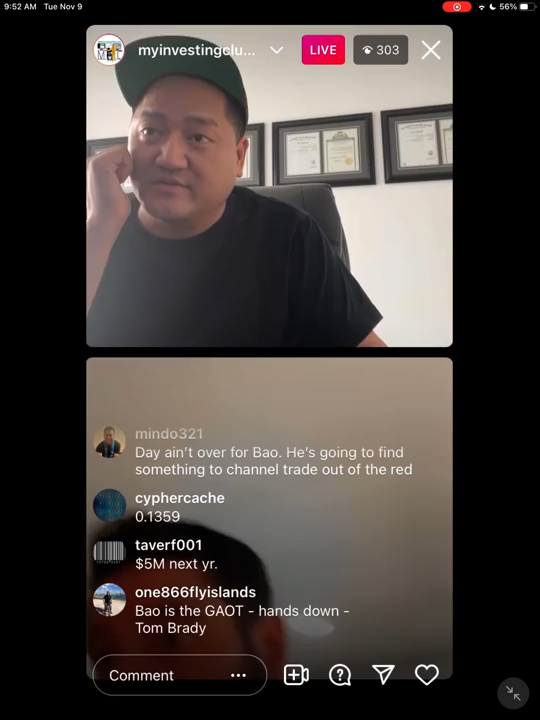 9:52 AM Tue Nov 9
56%
myinvestingclu...
LIVE
303
mindo321
Day ain't over for Bao. He's going to find
something to channel trade out of the red
cyphercache
0.1359
taverf001
$5M next yr.
one866flyislands
Bao is the GAOT - hands down -
Tom Brady
Comment